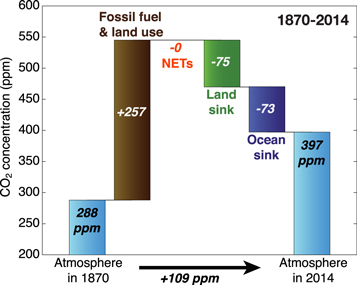 Fossil fuel
& land use
1870-2014
600
550
500
450
400
350
300
250
200
CO2 concentration (ppm)
288
ppm
+257
-0
NETs
-75
Land
sink
-73
Ocean
sink
397
ppm
Atmosphere
in 1870
+109 ppm
Atmosphere
in 2014